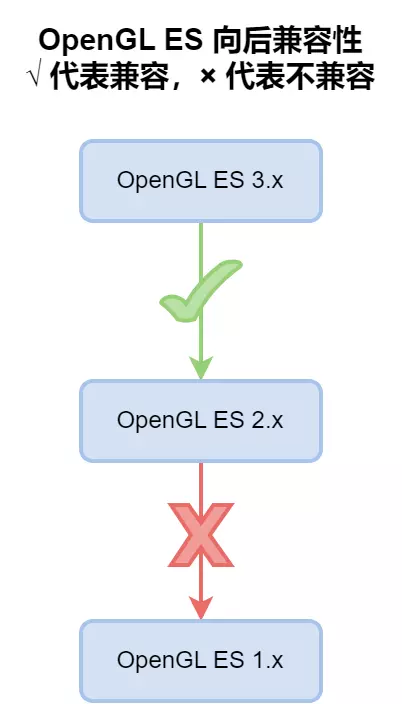 OpenGL ES 向后兼容性
√ 代表兼容，× 代表不兼容
OpenGL ES 3.x
OpenGL ES 2.x
OpenGL ES 1.x